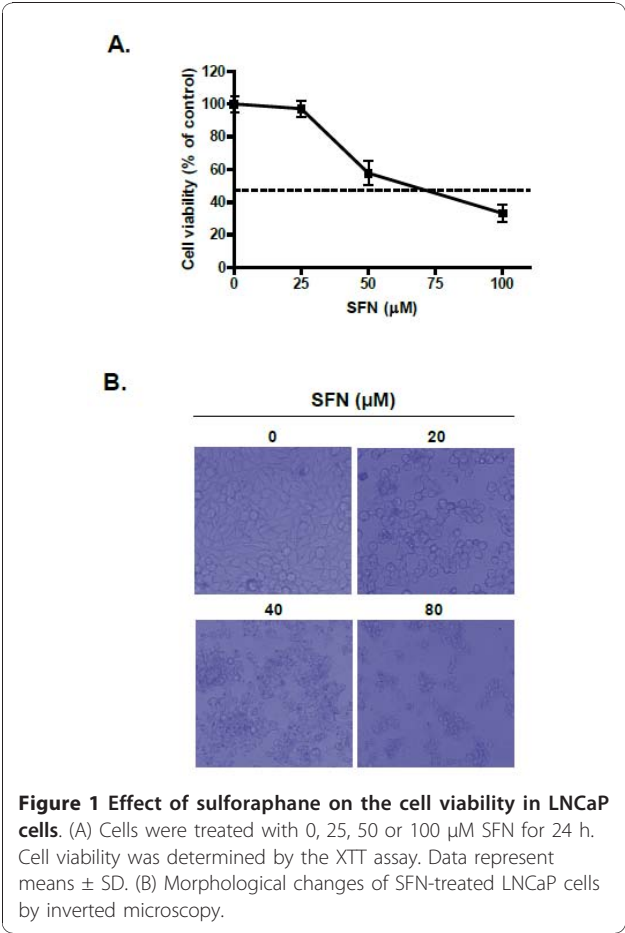 A.
Cell viability (% of control)
120
100
80
60
40
20
0
0 25 50 75 100
SFN (µM)
B.
SFN (µM)
0 20
40 80
Figure 1 Effect of sulforaphane on the cell viability in LNCaP
cells. (A) Cells were treated with 0, 25, 50 or 100 µM SFN for 24 h.
Cell viability was determined by the XTT assay. Data represent
means ± SD. (B) Morphological changes of SFN-treated LNCaP cells
by inverted microscopy.